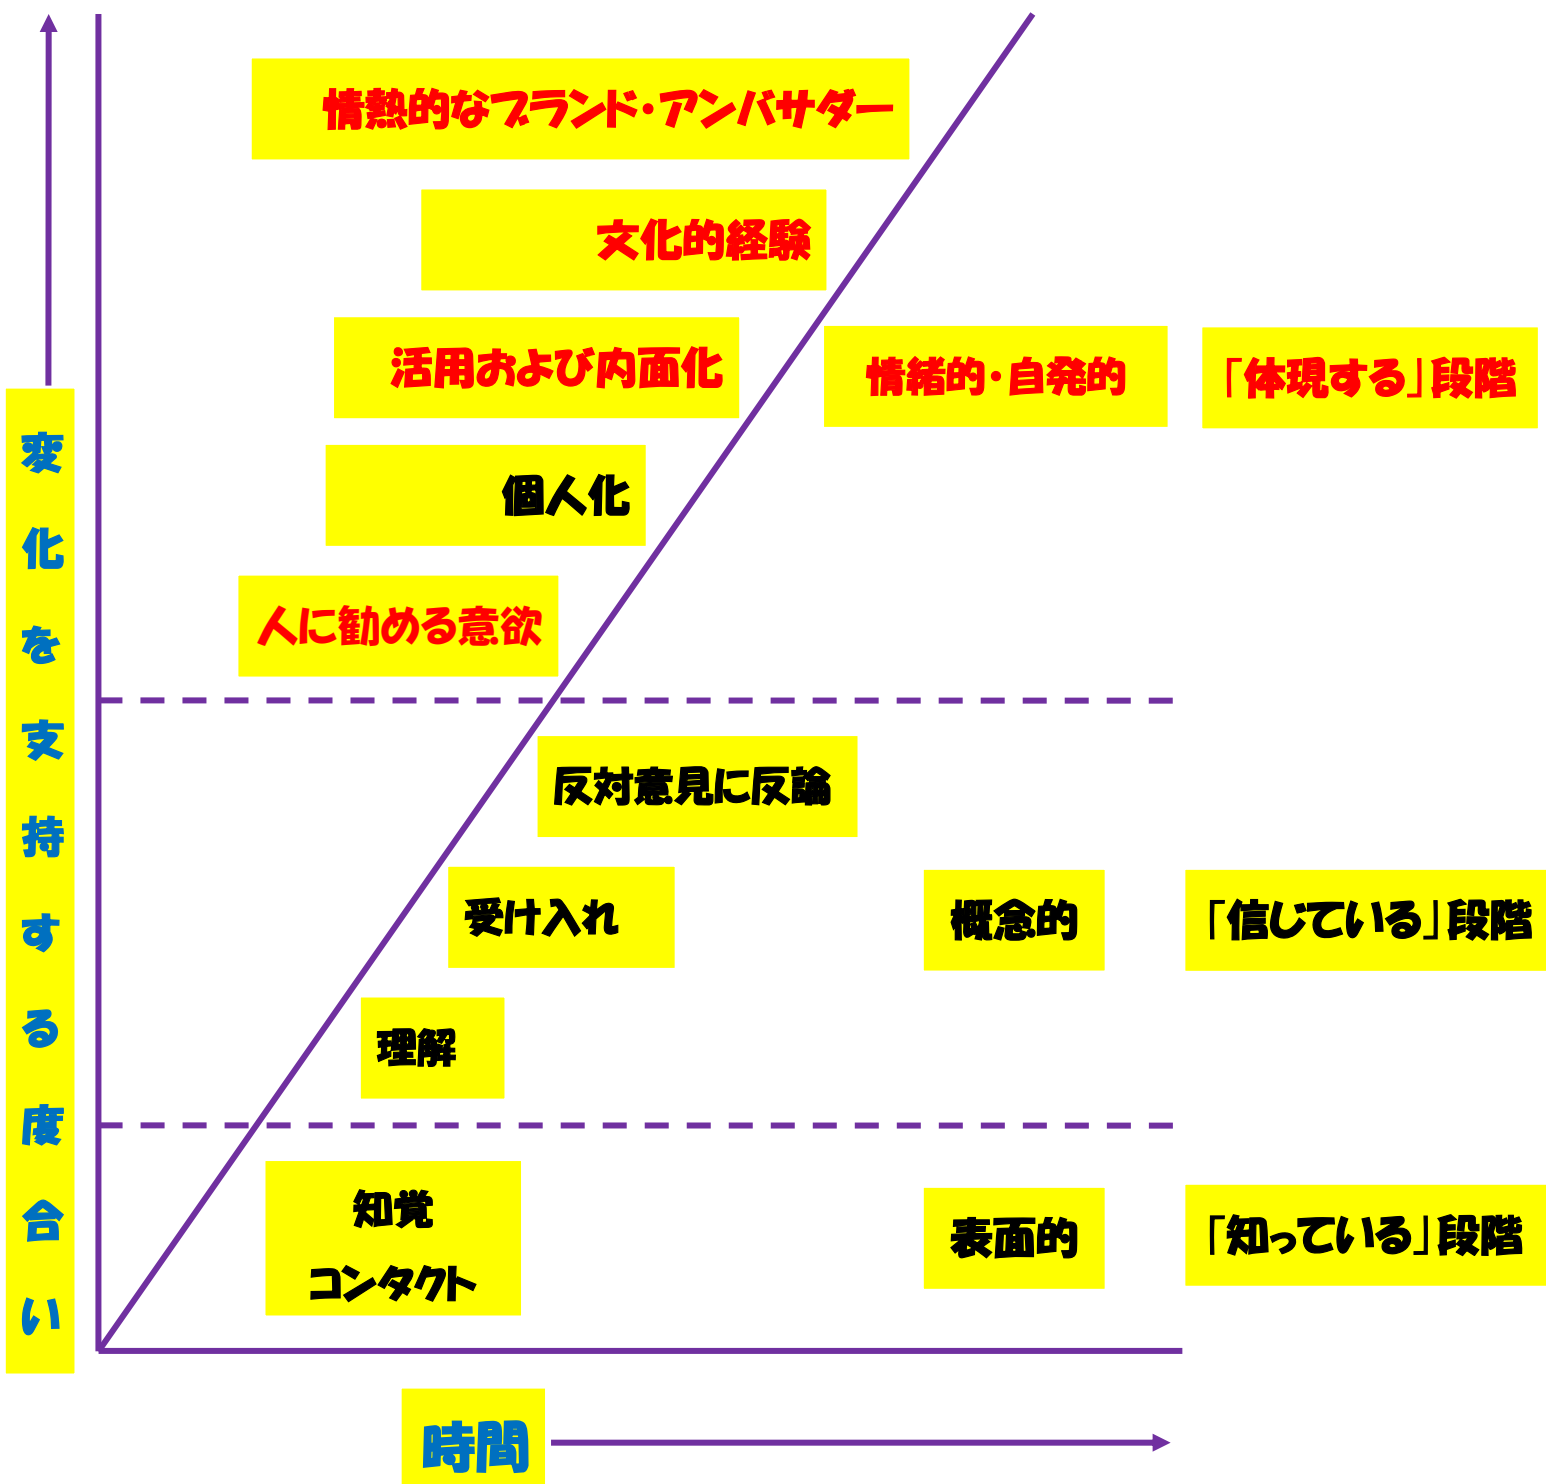 情熱的なブランド・アンバサダー
文化的経験
活用および内面化
情緒的・自発的
「体現する」段階
個人化
人に勧める意欲
反対意見に反論
受け入れ
概念的
「信じている」段階
理解
知覚
コンタクト
表面的
「知っている」段階
変化を支持する度合い
時間